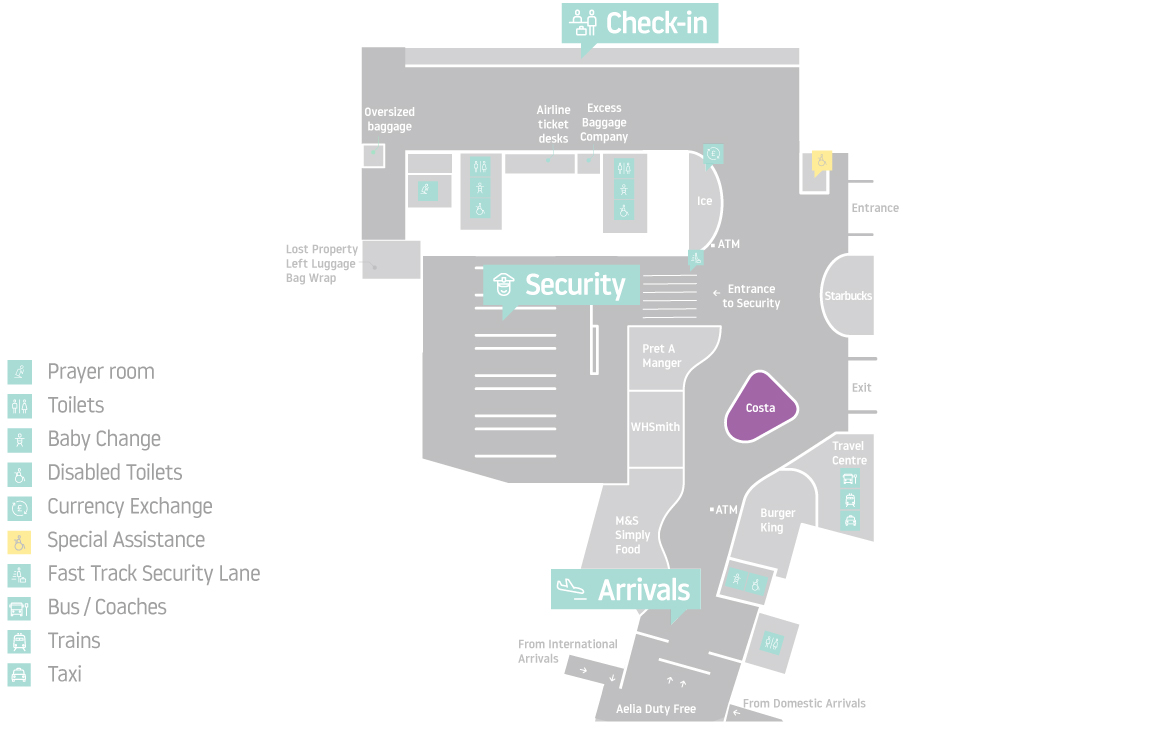 Check-in
Oversized
baggage
Airline
ticket
desks
Excess
Baggage
Company
Ice
ATM
Entrance
Lost Property
Left Luggage
Bag Wrap
Security
Entrance
to Security
Starbucks
Pret A
Manger
Exit
Costa
WHSmith
Travel
Centre
ATM
Burger
King
M&S
Simply
Food
Arrivals
From International
Arrivals
Aelia Duty Free
From Domestic Arrivals
Prayer room
Toilets
Baby Change
Disabled Toilets
Currency Exchange
Special Assistance
Fast Track Security Lane
Bus / Coaches
Trains
Taxi